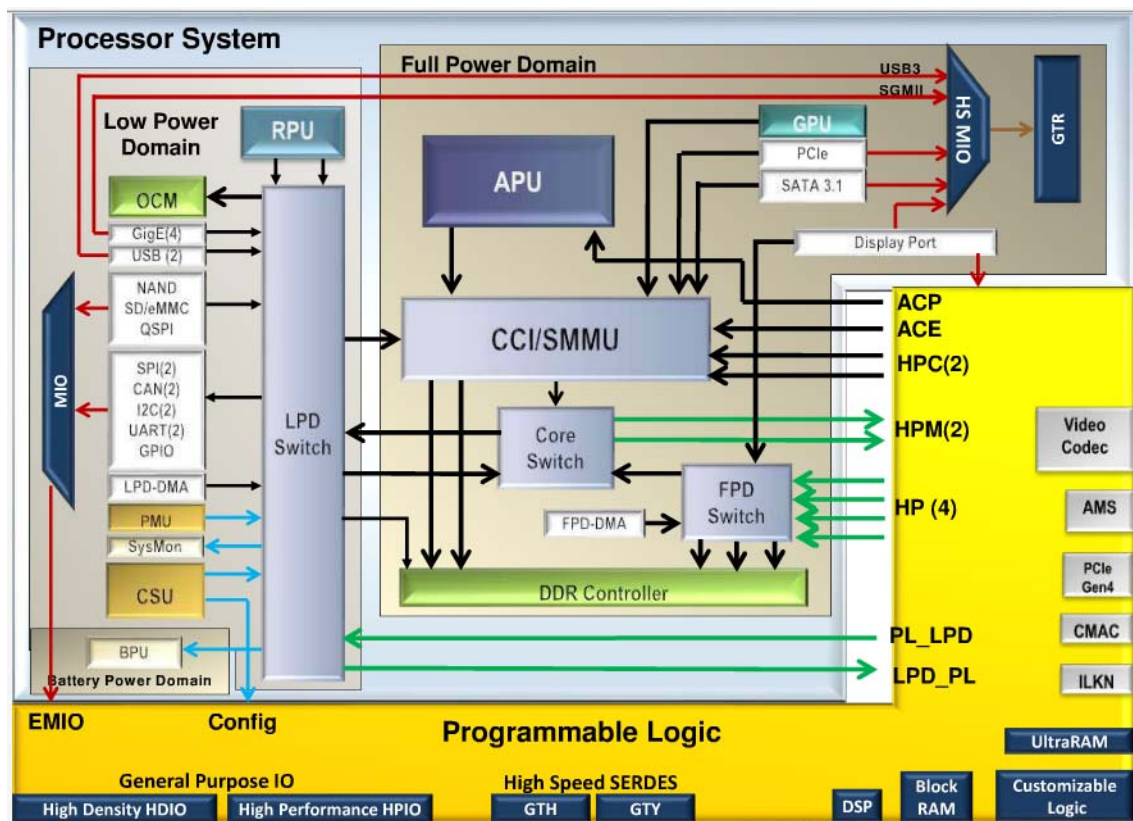 Processor System
Full Power Domain
USB3
SGMII
HS MIO
GTR
Low Power
Domain
RPU
GPU
PCIe
SATA 3.1
APU
OCM
GigE(4)
USB (2)
Display Port
NAND
SD/eMMC
QSPI
MIO
SPI(2)
CAN(2)
I2C(2)
UART(2)
GPIO
LPD-DMA
PMU
SysMon
CSU
BPU
Battery Power Domain
LPD
Switch
CCI/SMMU
Core
Switch
FPD
Switch
FPD-DMA
DDR Controller
ACP
ACE
HPC(2)
HPM(2)
HP (4)
PL_LPD
LPD_PL
Video
Codec
AMS
PCIe
Gen4
CMAC
ILKN
EMIO
Config
Programmable Logic
UltraRAM
General Purpose IO
High Speed SERDES
High Density HDIO
High Performance HPIO
GTH
GTY
DSP
Block
RAM
Customizable
Logic